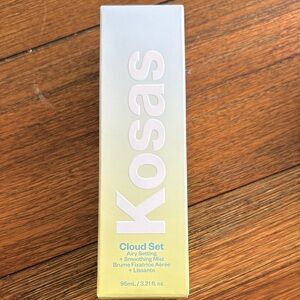 Kosas
Cloud Set
Airy Setting
+ Smoothing Mist
Brume Fixatrice Aérée
+ Lissante
95mL / 3.21 fl. oz